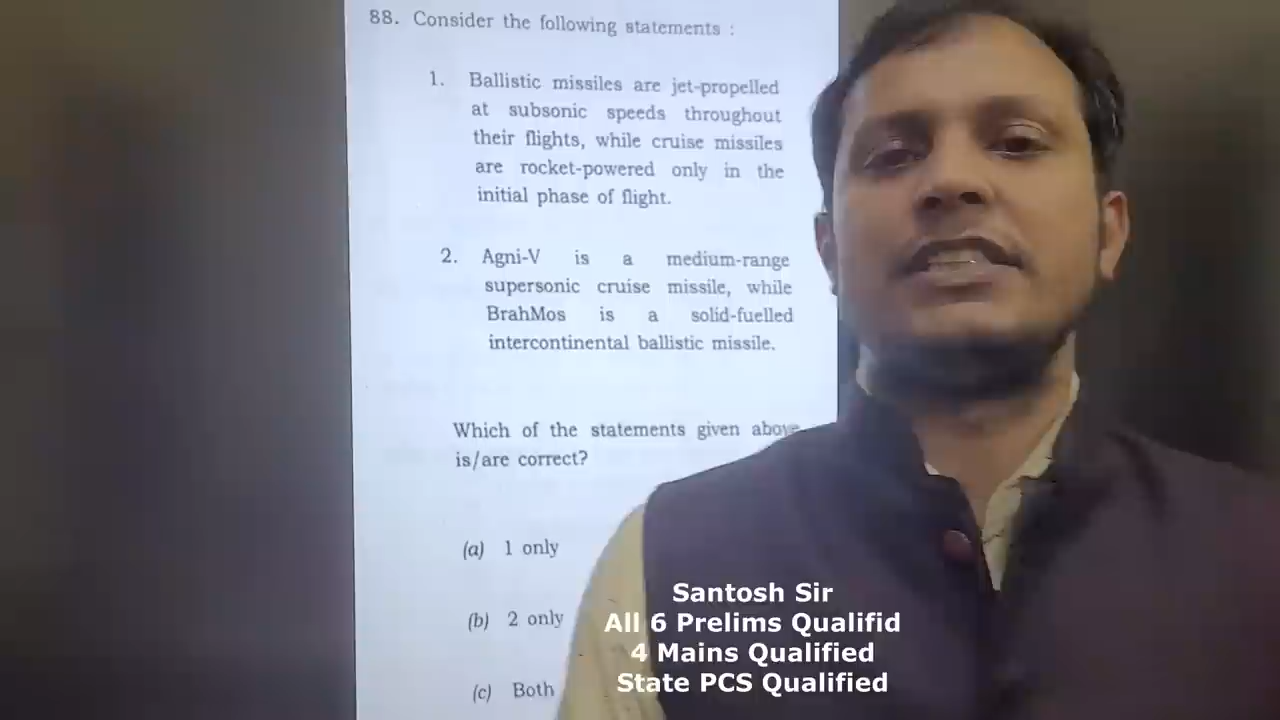 88. Consider the following statements :
1. Ballistic missiles are jet-propelled
at subsonic speeds throughout
their flights, while cruise missiles
are rocket-powered only in the
initial phase of flight.
2. Agni-V is a medium-range
supersonic cruise missile, while
BrahMos is a solid-fuelled
intercontinental ballistic missile.
Which of the statements given above
is/are correct?
(a) 1 only
(b) 2 only
(c) Both
Santosh Sir
All 6 Prelims Qualifid
4 Mains Qualified
State PCS Qualified